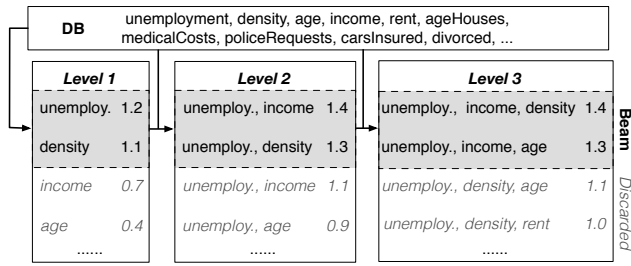 DB
unemployment, density, age, income, rent, ageHouses,
medicalCosts, policeRequests, carsInsured, divorced, ...
Level 1
unemploy. 1.2
density 1.1
income 0.7
age 0.4
......
Level 2
unemploy., income 1.4
unemploy., density 1.3
unemploy., income 1.1
unemploy., age 0.9
......
Level 3
unemploy., income, density 1.4
unemploy., income, age 1.3
unemploy., density, age 1.1
unemploy., density, rent 1.0
......
Beam
Discarded